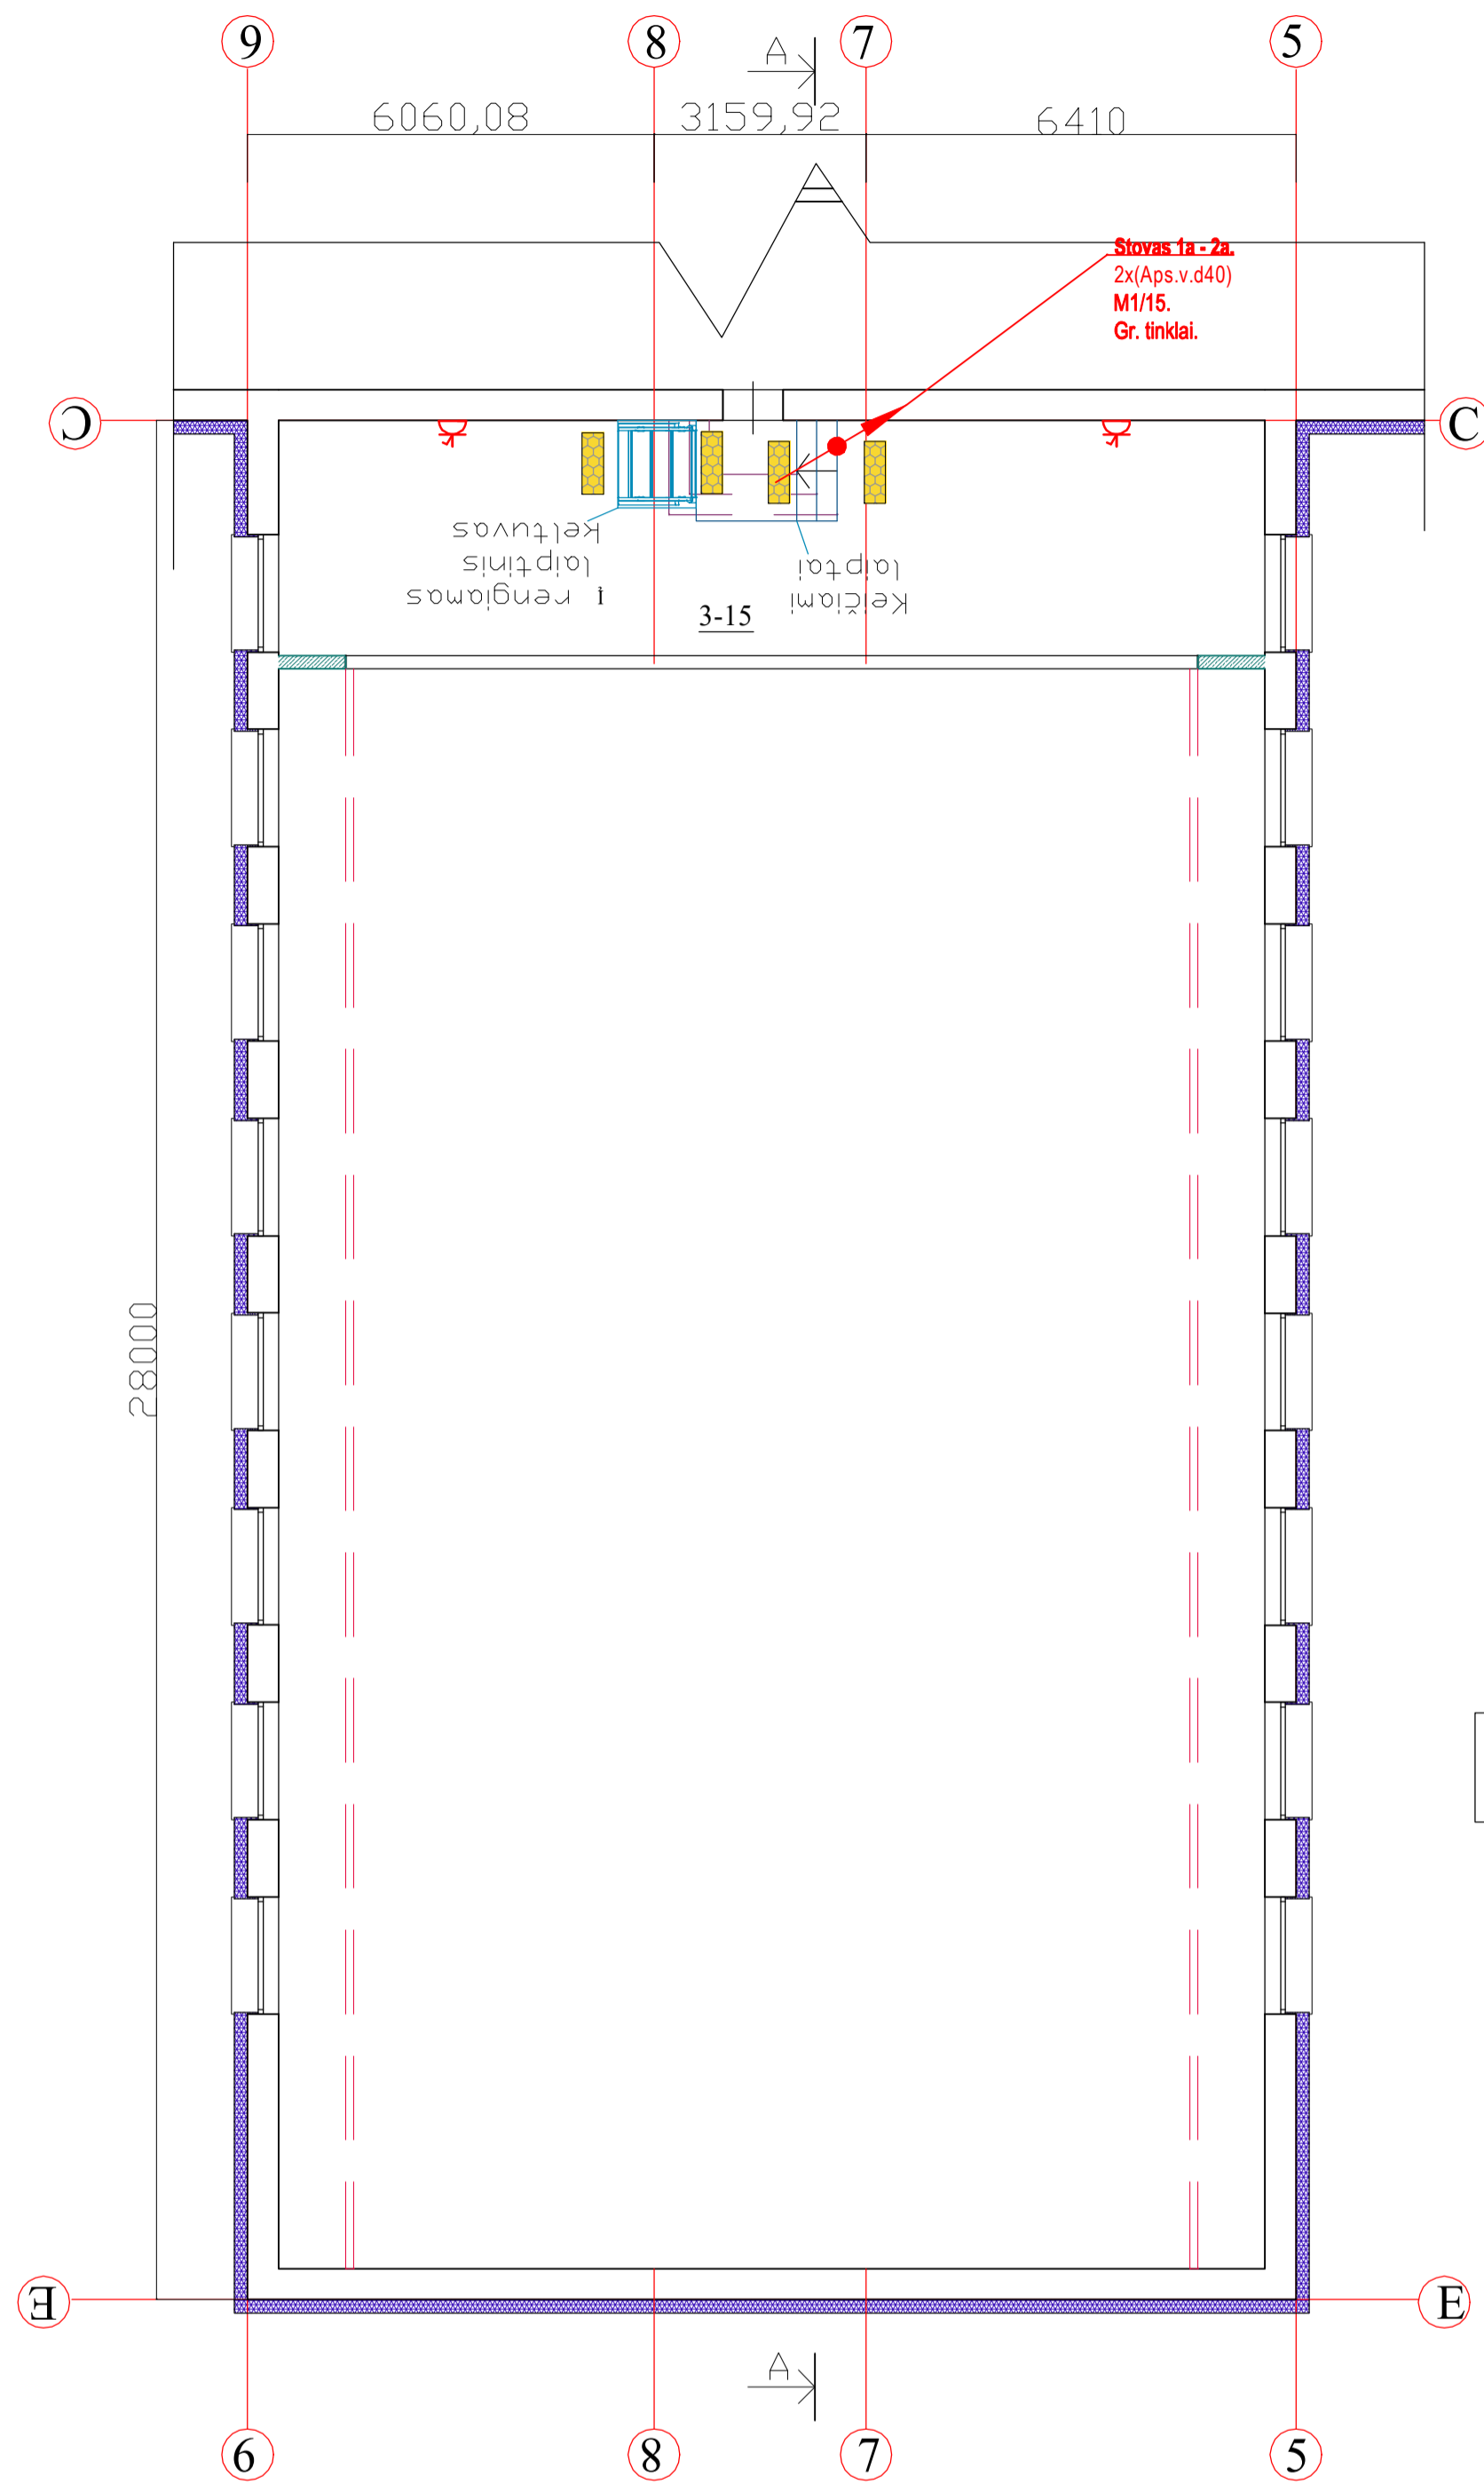 9
8
7
5
A
6060,08
3159,92
6410
Stovas 1a - 2a.
2x(Aps.v.d40)
M1/15.
Gr. tinklai.
C
C
Į rengiamas
laiptinis
keltuvas
Keičiami
laiptai
3-15
28000
E
E
A
6
8
7
5